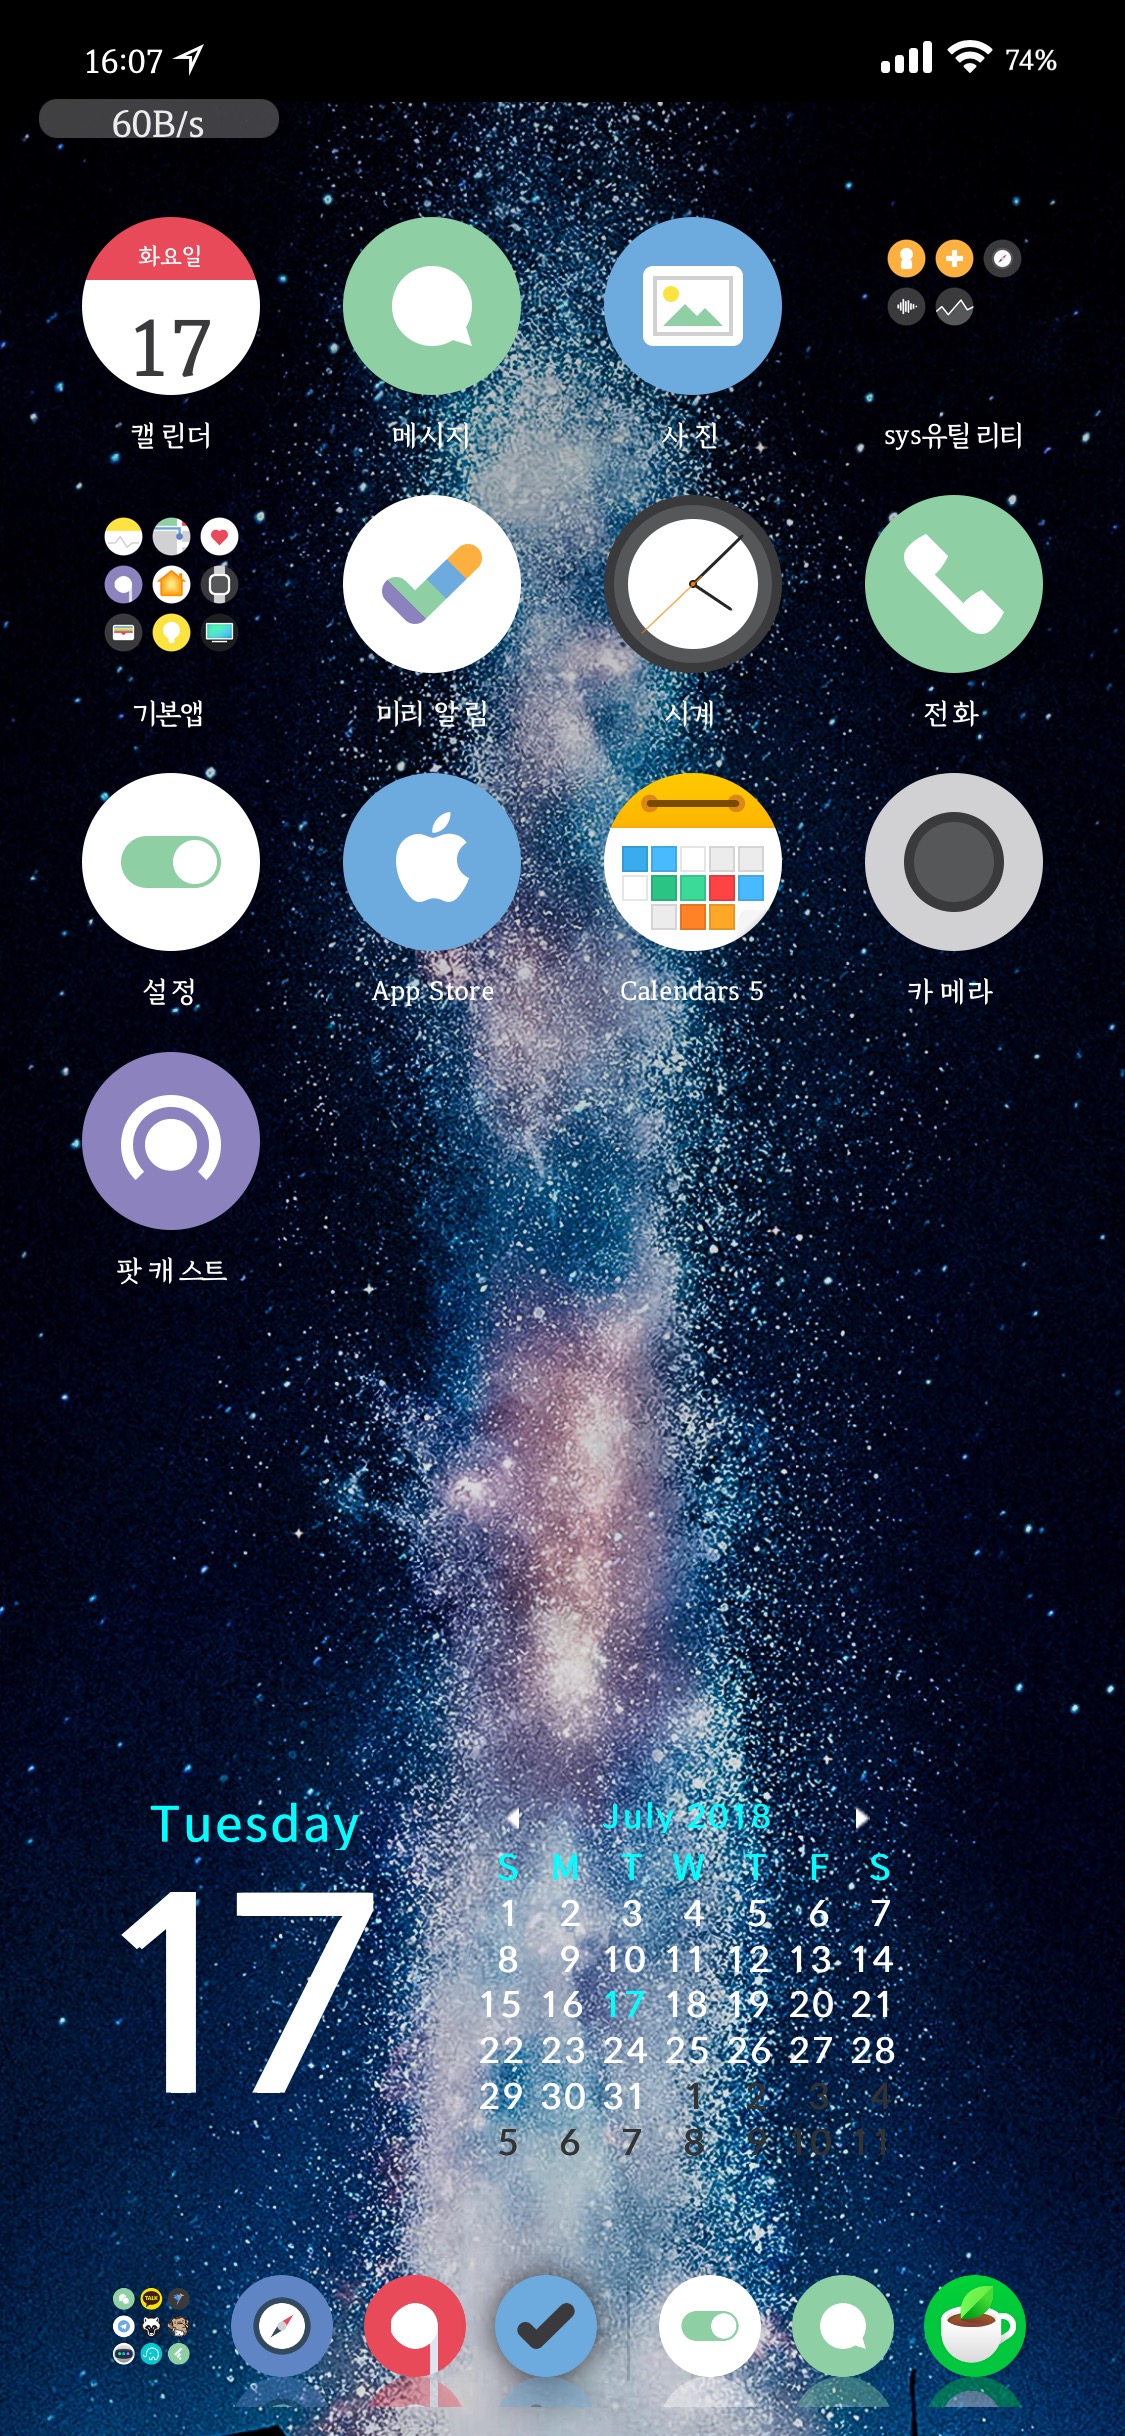 16:07
74%
60B/s
화요일
17
캘린더
메시지
사진
sys유틸리티
기본앱
미리 알림
시계
전화
설정
App Store
Calendars 5
카메라
팟캐스트
Tuesday
17
July 2018
S M T W T F S
1 2 3 4 5 6 7
8 9 10 11 12 13 14
15 16 17 18 19 20 21
22 23 24 25 26 27 28
29 30 31 1 2 3 4
5 6 7 8 9 10 11
TALK